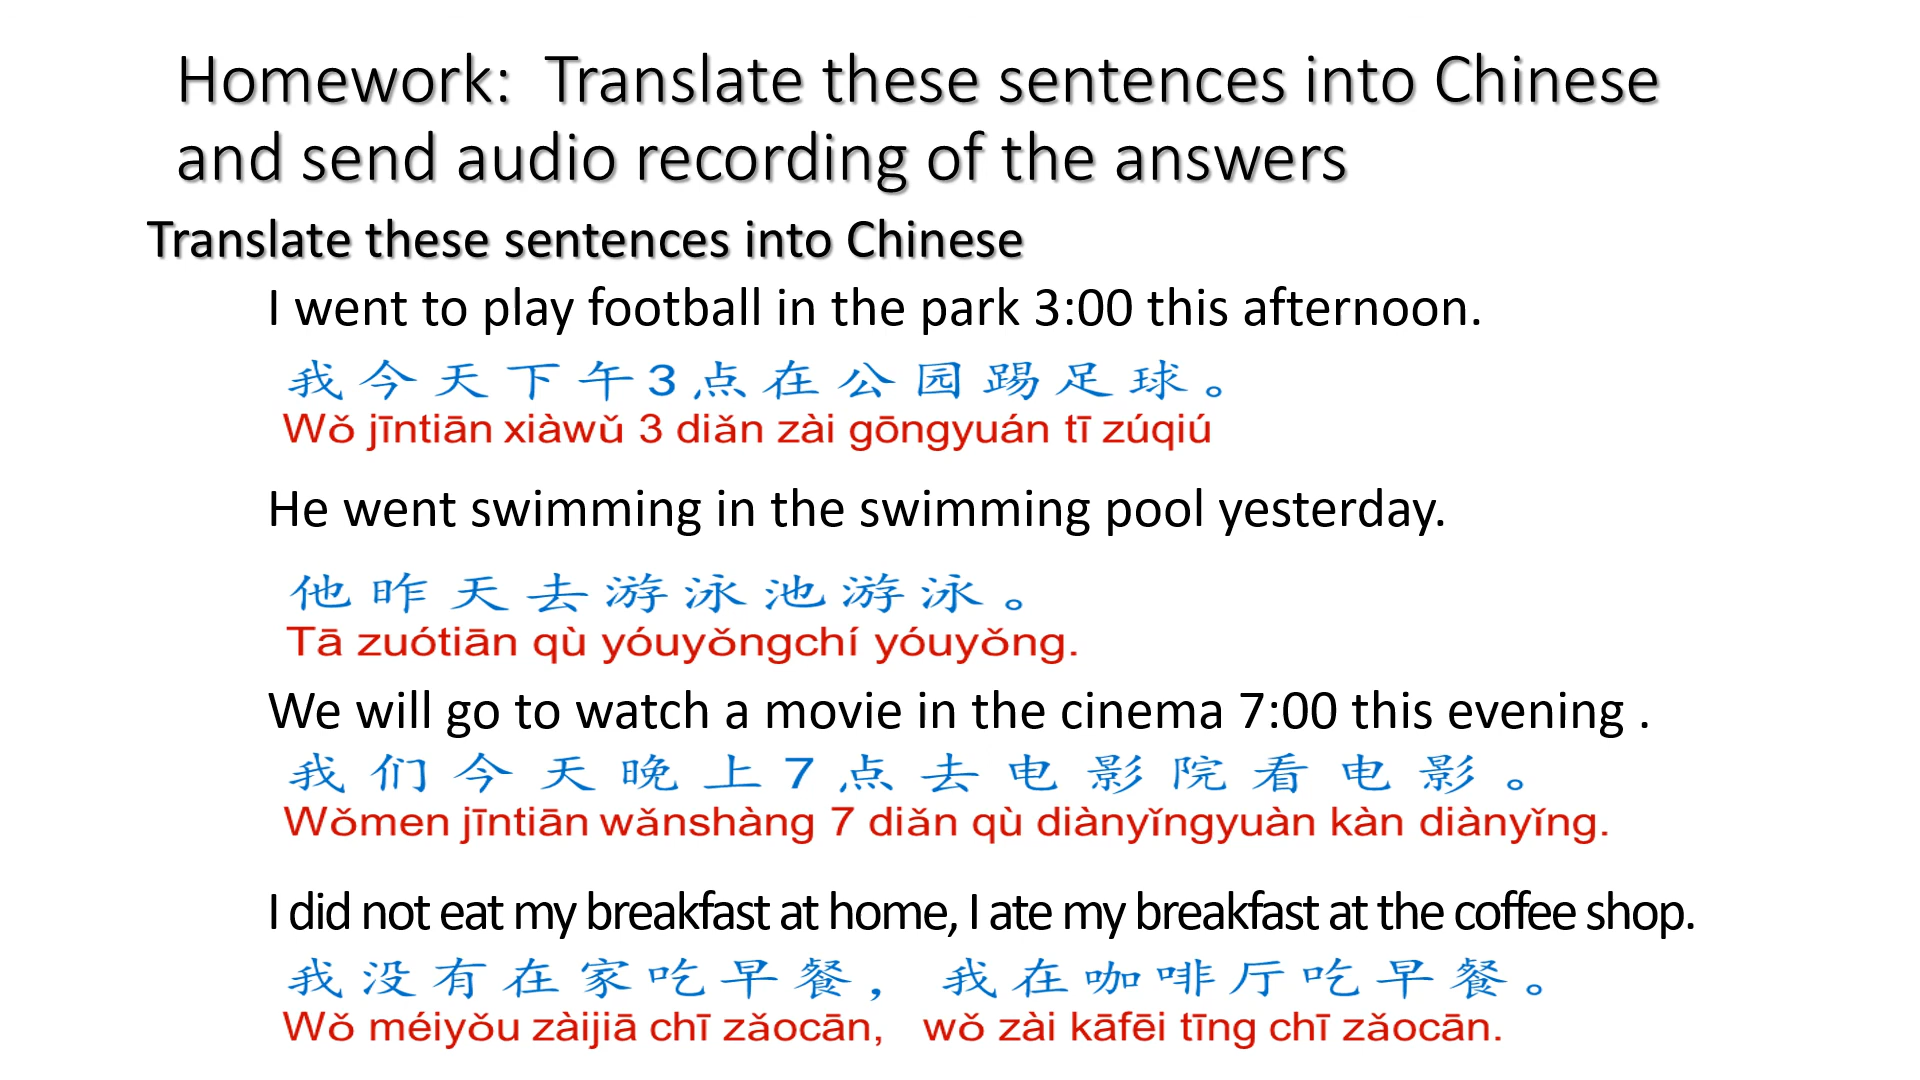 Homework: Translate these sentences into Chinese
and send audio recording of the answers
Translate these sentences into Chinese
I went to play football in the park 3:00 this afternoon.
我今天下午3点在公园踢足球。
Wǒ jīntiān xiàwǔ 3 diǎn zài gōngyuán tī zúqiú
He went swimming in the swimming pool yesterday.
他昨天去游泳池游泳。
Tā zuótiān qù yóuyǒngchí yóuyǒng.
We will go to watch a movie in the cinema 7:00 this evening .
我们今天晚上7点去电影院看电影。
Wǒmen jīntiān wǎnshàng 7 diǎn qù diànyǐngyuàn kàn diànyǐng.
I did not eat my breakfast at home, I ate my breakfast at the coffee shop.
我没有在家吃早餐，我在咖啡厅吃早餐。
Wǒ méiyǒu zàijiā chī zǎocān, wǒ zài kāfēi tīng chī zǎocān.